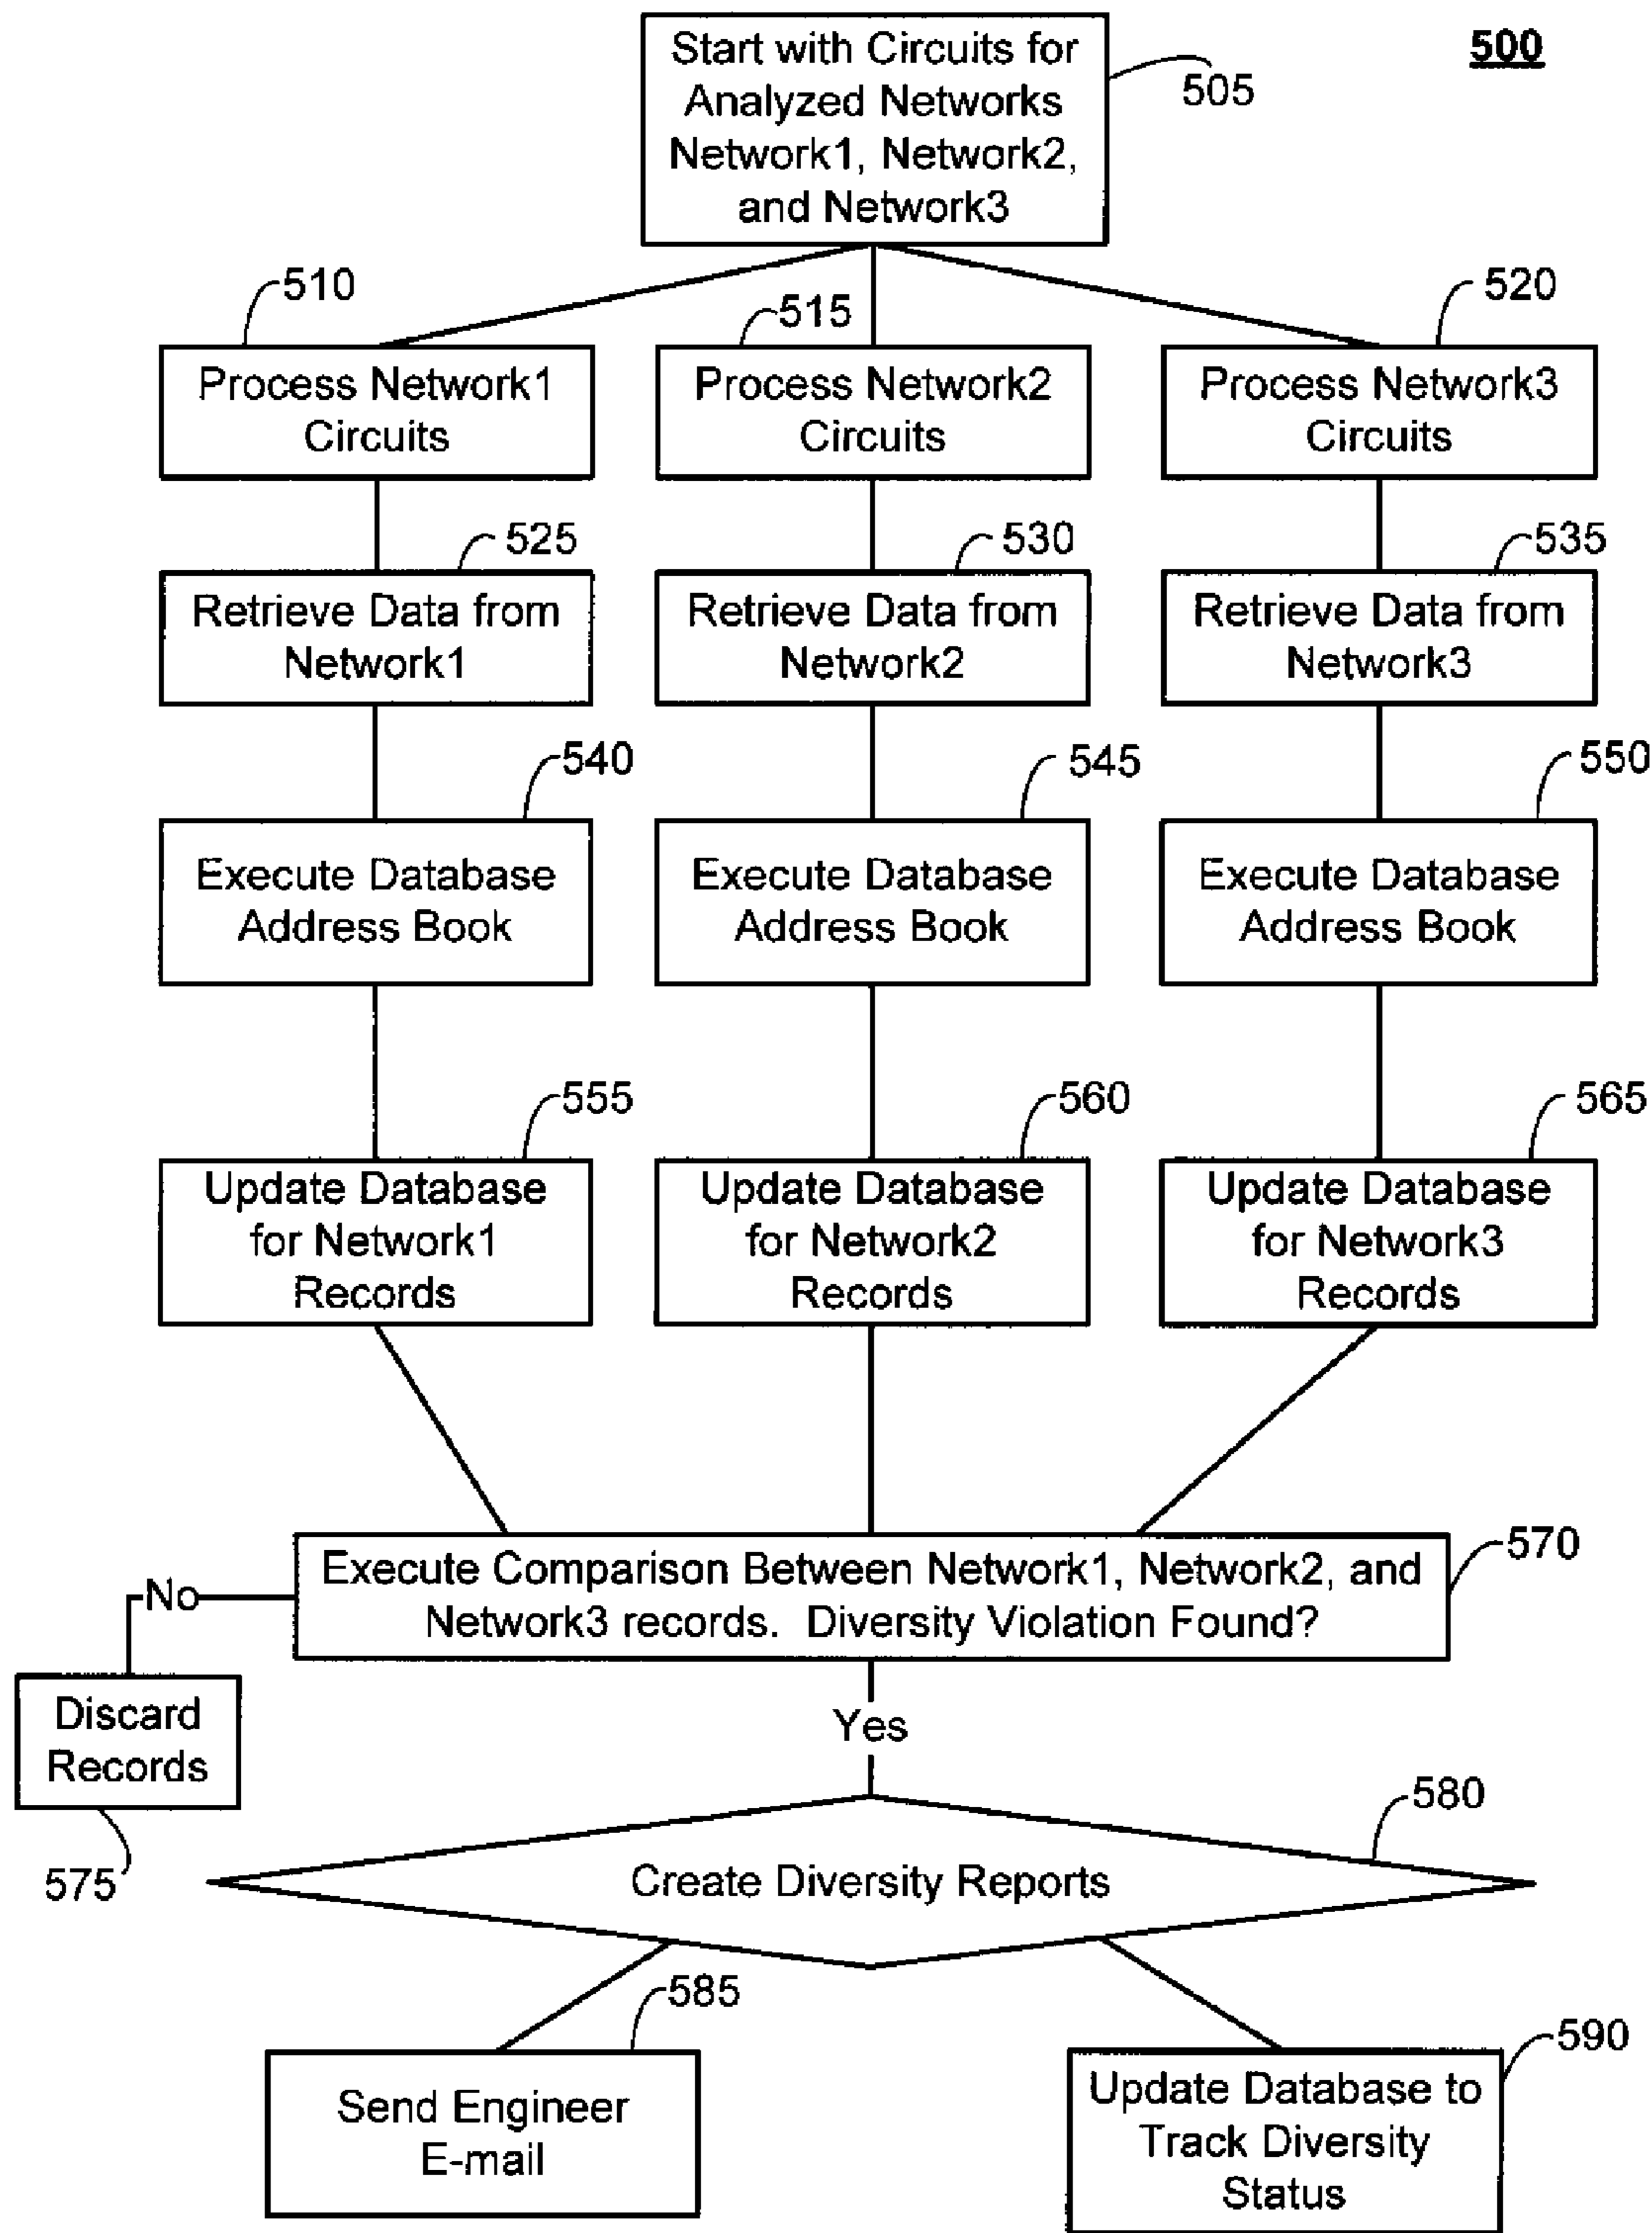 Start with Circuits for
Analyzed Networks
Network1, Network2,
and Network3
505
500
510
515
520
Process Network1
Circuits
Process Network2
Circuits
Process Network3
Circuits
525
530
535
Retrieve Data from
Network1
Retrieve Data from
Network2
Retrieve Data from
Network3
540
545
550
Execute Database
Address Book
Execute Database
Address Book
Execute Database
Address Book
555
560
565
Update Database
for Network1
Records
Update Database
for Network2
Records
Update Database
for Network3
Records
570
Execute Comparison Between Network1, Network2, and
Network3 records. Diversity Violation Found?
No
Discard
Records
575
Yes
580
Create Diversity Reports
585
590
Send Engineer
E-mail
Update Database to
Track Diversity
Status